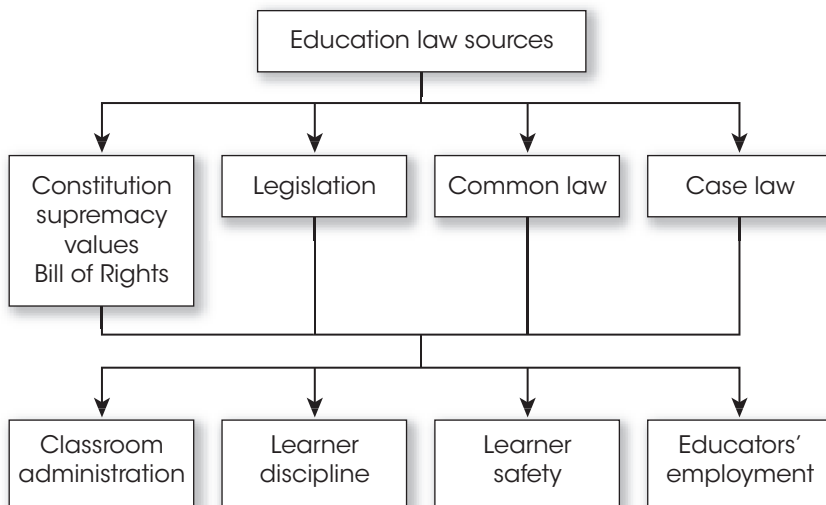 Education law sources
Constitution
supremacy
values
Bill of Rights
Legislation
Common law
Case law
Classroom
administration
Learner
discipline
Learner
safety
Educators’
employment